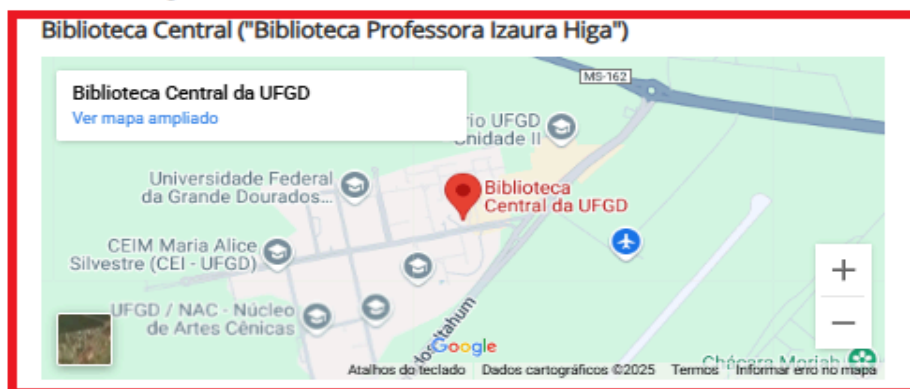 Biblioteca Central ("Biblioteca Professora Izaura Higa")
Biblioteca Central da UFGD
Ver mapa ampliado
MS-162
rio UFGD
Unidade II
Universidade Federal
da Grande Dourados...
Biblioteca
Central da UFGD
CEIM Maria Alice
Silvestre (CEI - UFGD)
UFGD / NAC - Núcleo
de Artes Cênicas
Itahum
Google
Chácara Moriah
Atalhos do teclado Dados cartográficos ©2025 Termos Informar erro no mapa